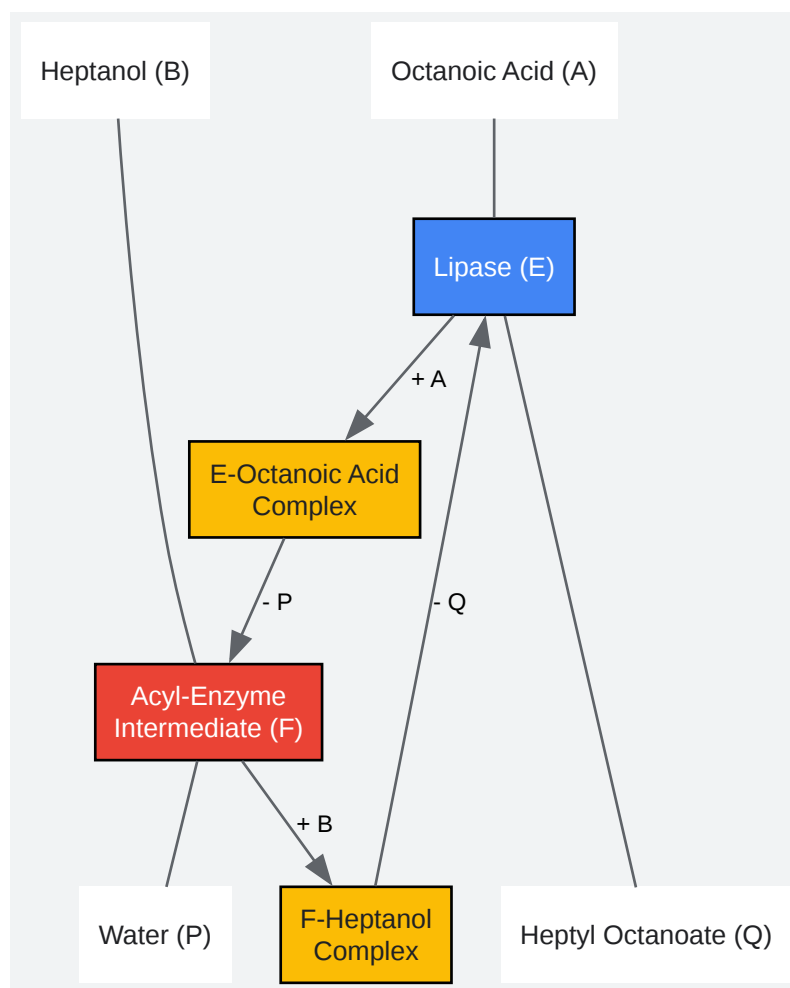 Heptanol (B)
Octanoic Acid (A)
Lipase (E)
+ A
E-Octanoic Acid
Complex
- P
- Q
Acyl-Enzyme
Intermediate (F)
+ B
Water (P)
F-Heptanol
Complex
Heptyl Octanoate (Q)